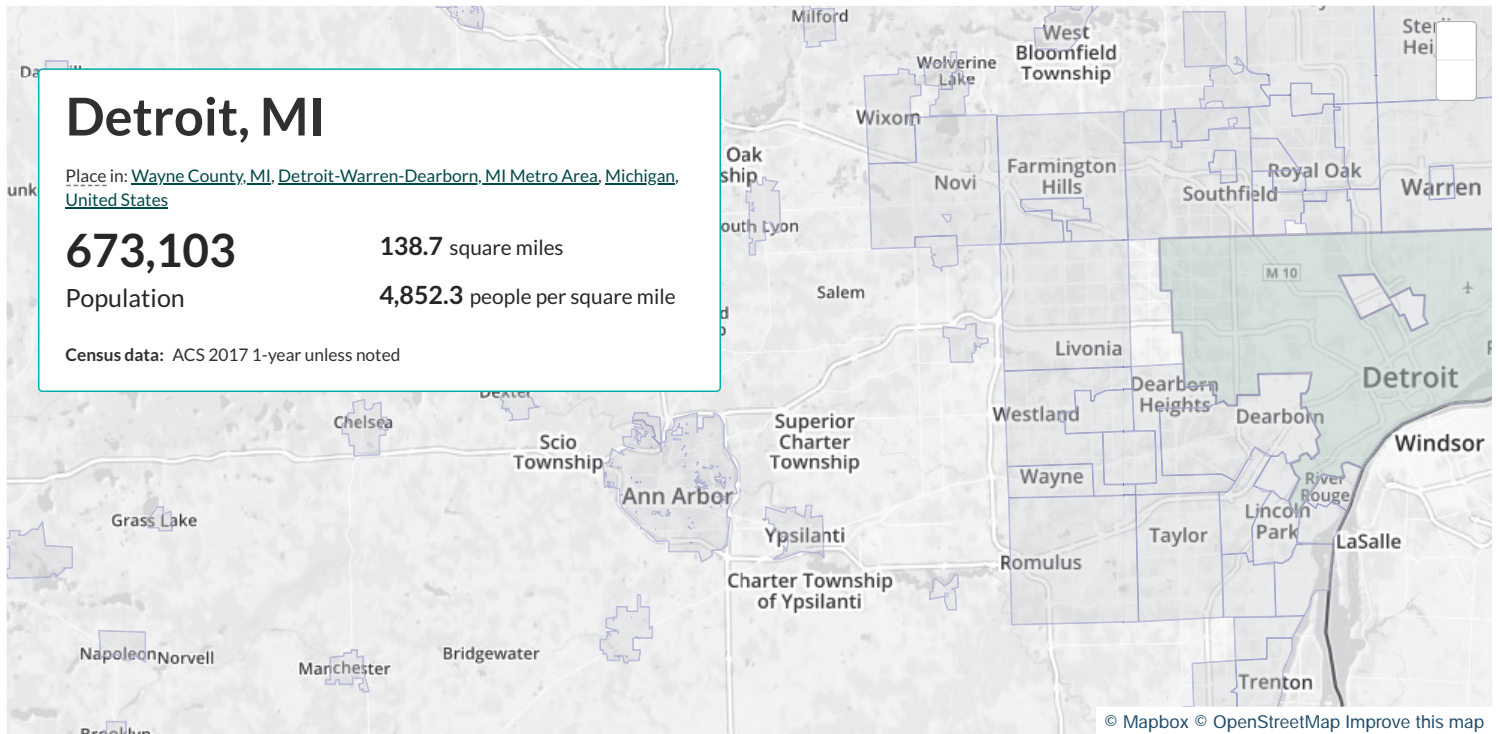 Detroit, MI
Place in: Wayne County, MI, Detroit-Warren-Dearborn, MI Metro Area, Michigan,
United States
673,103
Population
138.7 square miles
4,852.3 people per square mile
Census data: ACS 2017 1-year unless noted
Milford
West
Bloomfield
Township
Wolverine
Lake
Wixom
Oak
Novi
Farmington
Hills
Southfield
Royal Oak
Warren
M 10
Salem
Livonia
Detroit
Dearborn
Heights
Dearborn
Westland
Windsor
Chelsea
Scio
Township
Superior
Charter
Township
Ann Arbor
Wayne
River
Rouge
Lincoln
Park
Grass Lake
Ypsilanti
Taylor
LaSalle
Romulus
Charter Township
of Ypsilanti
Napoleon
Norvell
Manchester
Bridgewater
Trenton
© Mapbox © OpenStreetMap Improve this map